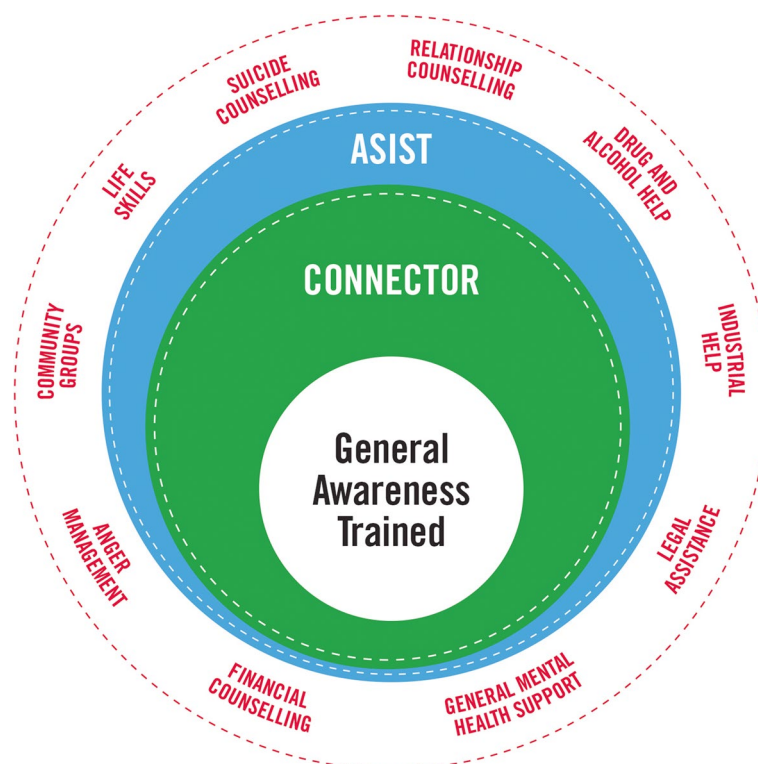 SUICIDE
COUNSELLING
RELATIONSHIP
COUNSELLING
DRUG AND
ALCOHOL HELP
INDUSTRIAL
HELP
LEGAL
ASSISTANCE
GENERAL MENTAL
HEALTH SUPPORT
FINANCIAL
COUNSELLING
ANGER
MANAGEMENT
COMMUNITY
GROUPS
LIFE
SKILLS
ASIST
CONNECTOR
General
Awareness
Trained